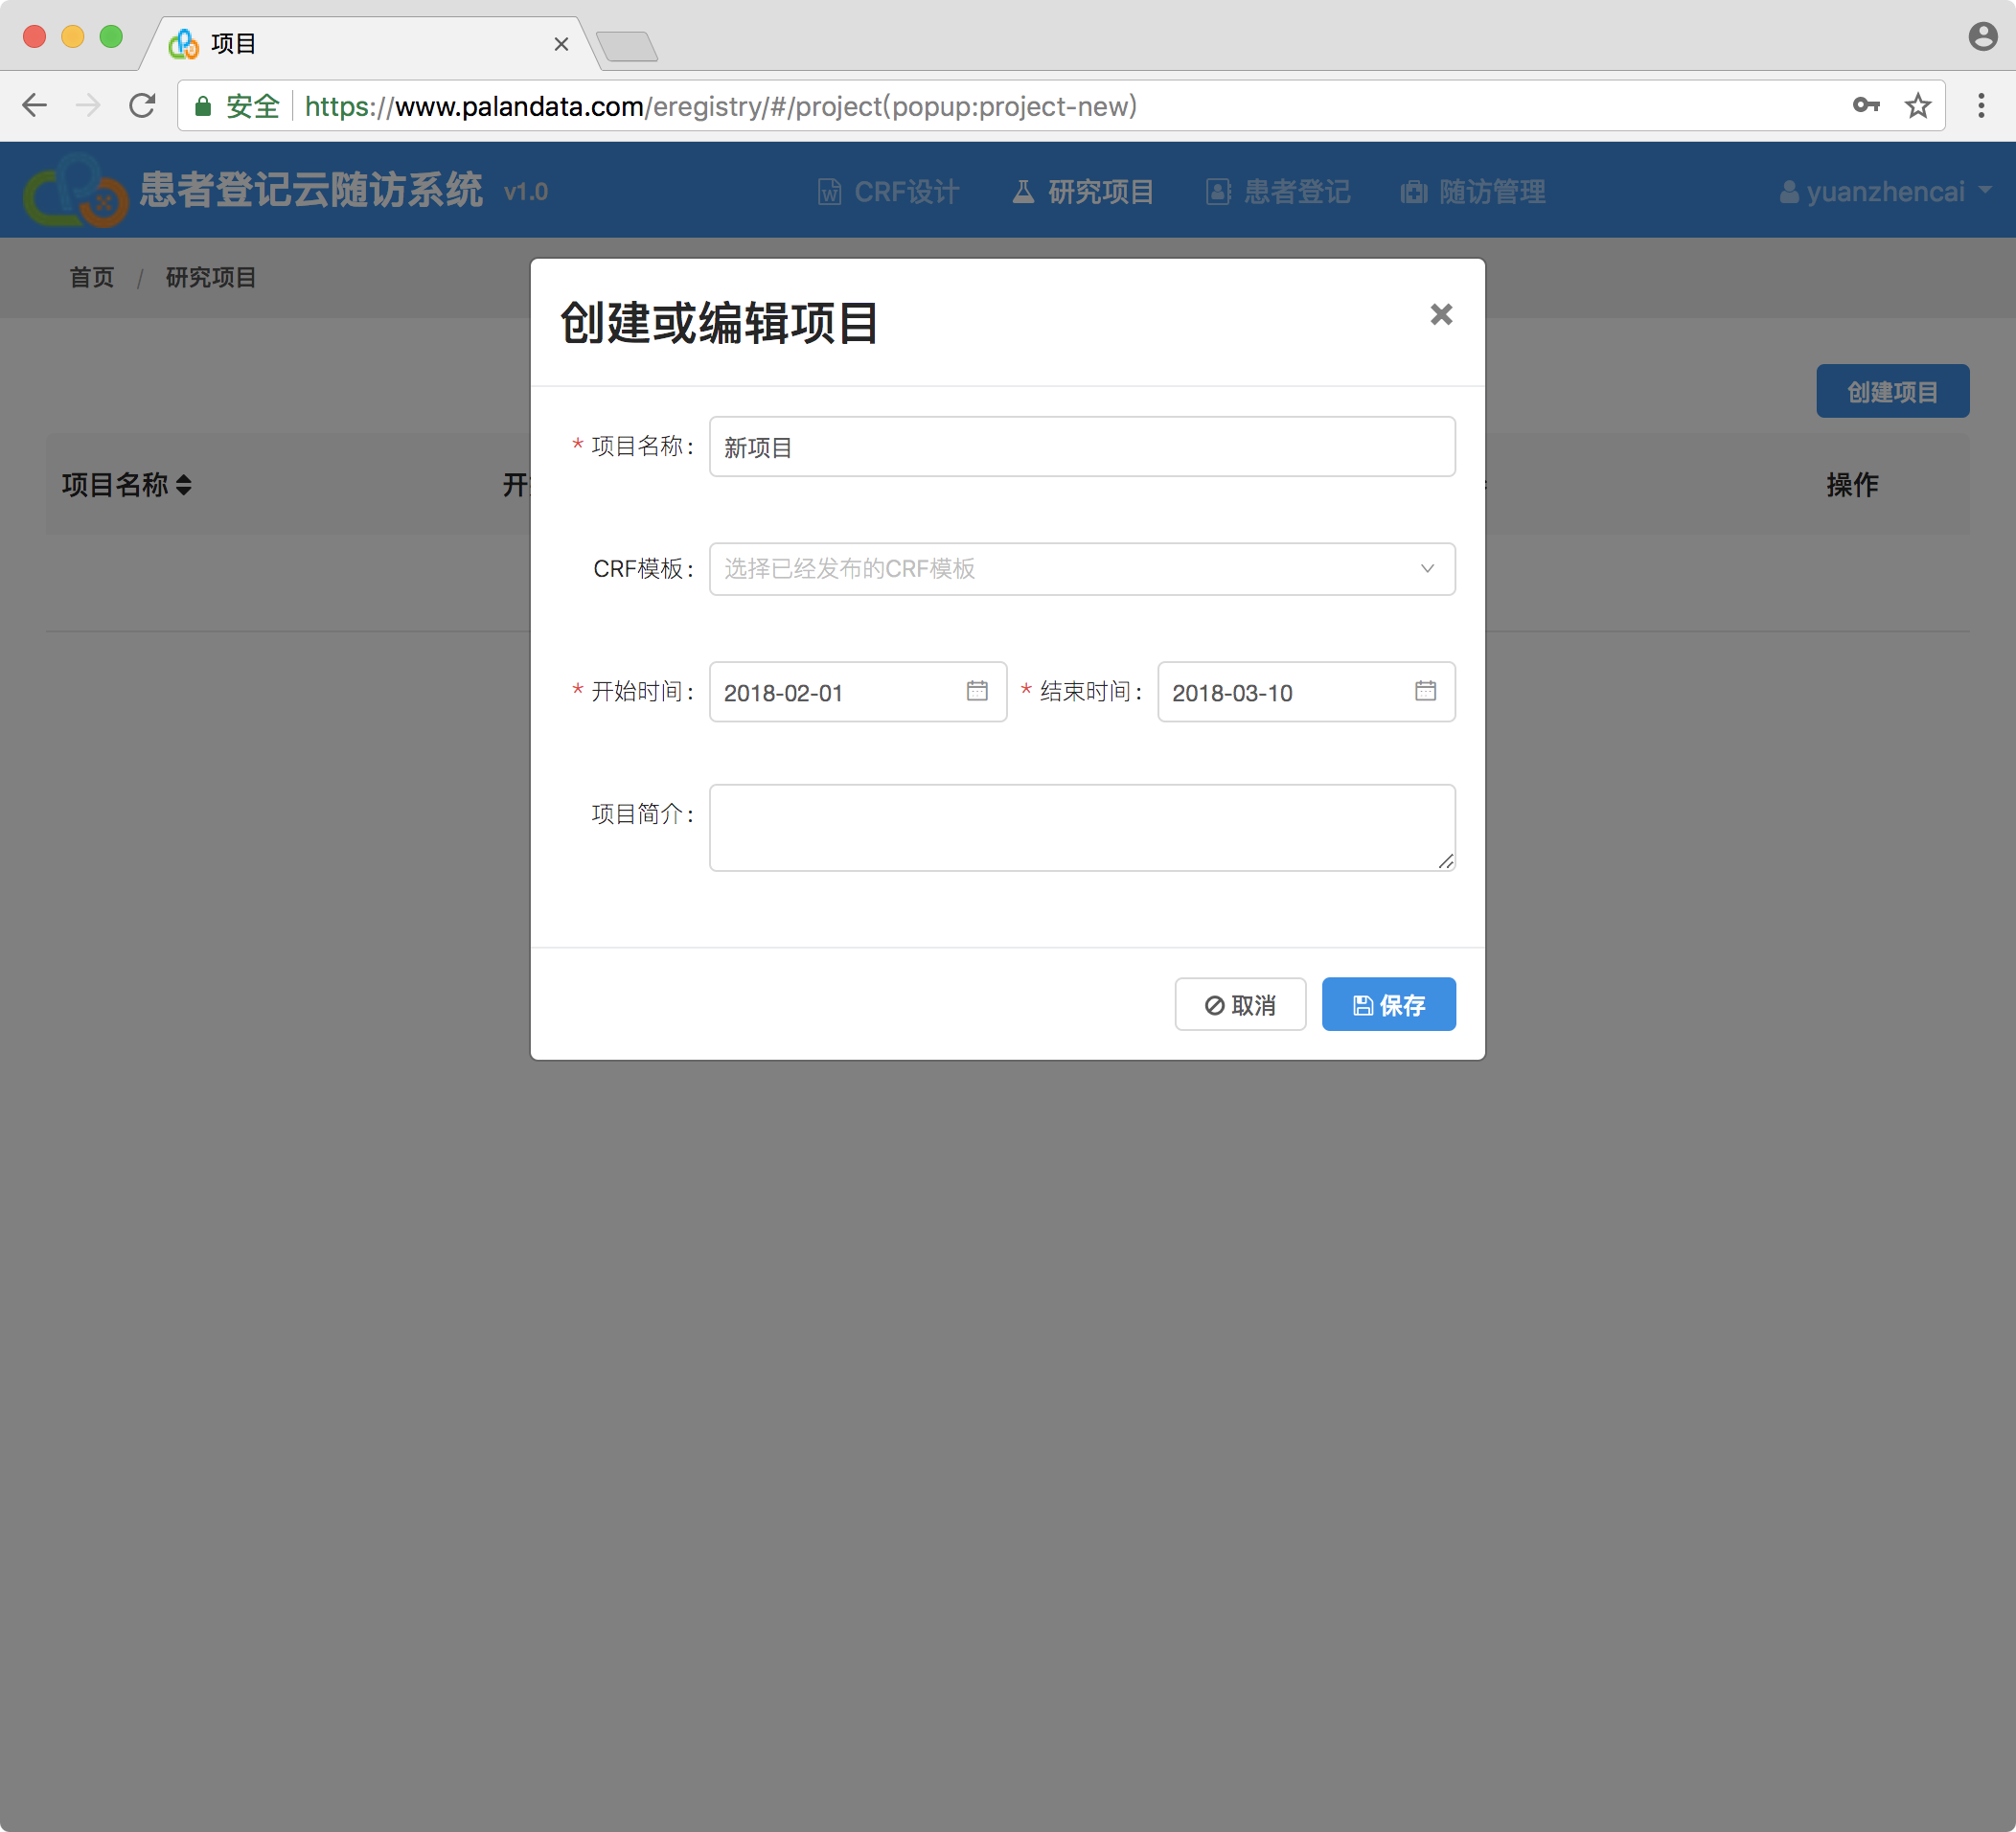 项目
安全 https://www.palandata.com/eregistry/#/project(popup:project-new)
患者登记云随访系统 v1.0 CRF设计 研究项目 患者登记 随访管理 yuanzhencai
首页 / 研究项目
创建或编辑项目
创建项目
* 项目名称: 新项目
项目名称 开 操作
CRF模板: 选择已经发布的CRF模板
* 开始时间: 2018-02-01 * 结束时间: 2018-03-10
项目简介:
取消 保存